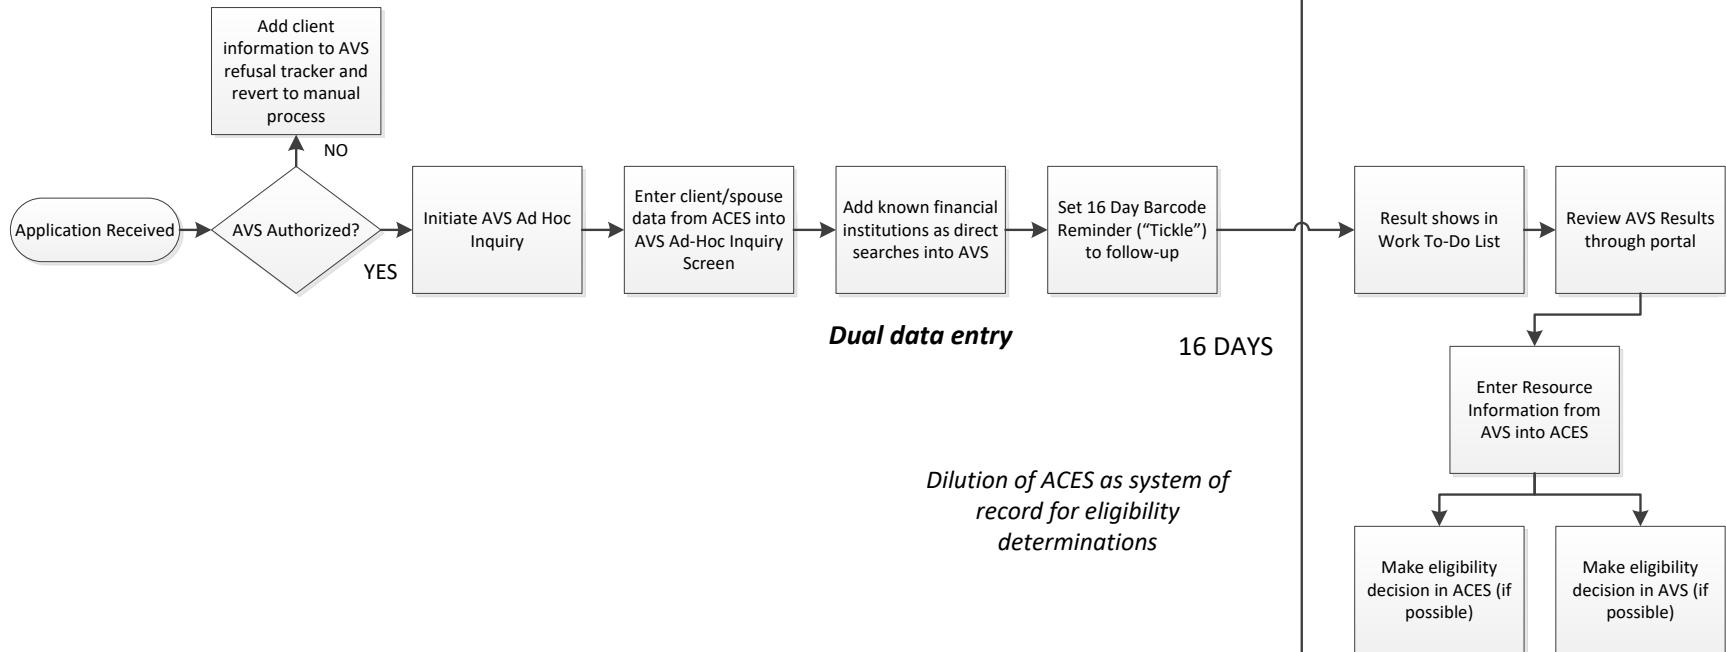 Add client
information to AVS
refusal tracker and
revert to manual
process
NO
Application Received
AVS Authorized?
YES
Initiate AVS Ad Hoc
Inquiry
Enter client/spouse
data from ACES into
AVS Ad-Hoc Inquiry
Screen
Add known financial
institutions as direct
searches into AVS
Set 16 Day Barcode
Reminder (“Tickle”)
to follow-up
Result shows in
Work To-Do List
Review AVS Results
through portal
Dual data entry
16 DAYS
Enter Resource
Information from
AVS into ACES
Dilution of ACES as system of
record for eligibility
determinations
Make eligibility
decision in ACES (if
possible)
Make eligibility
decision in AVS (if
possible)